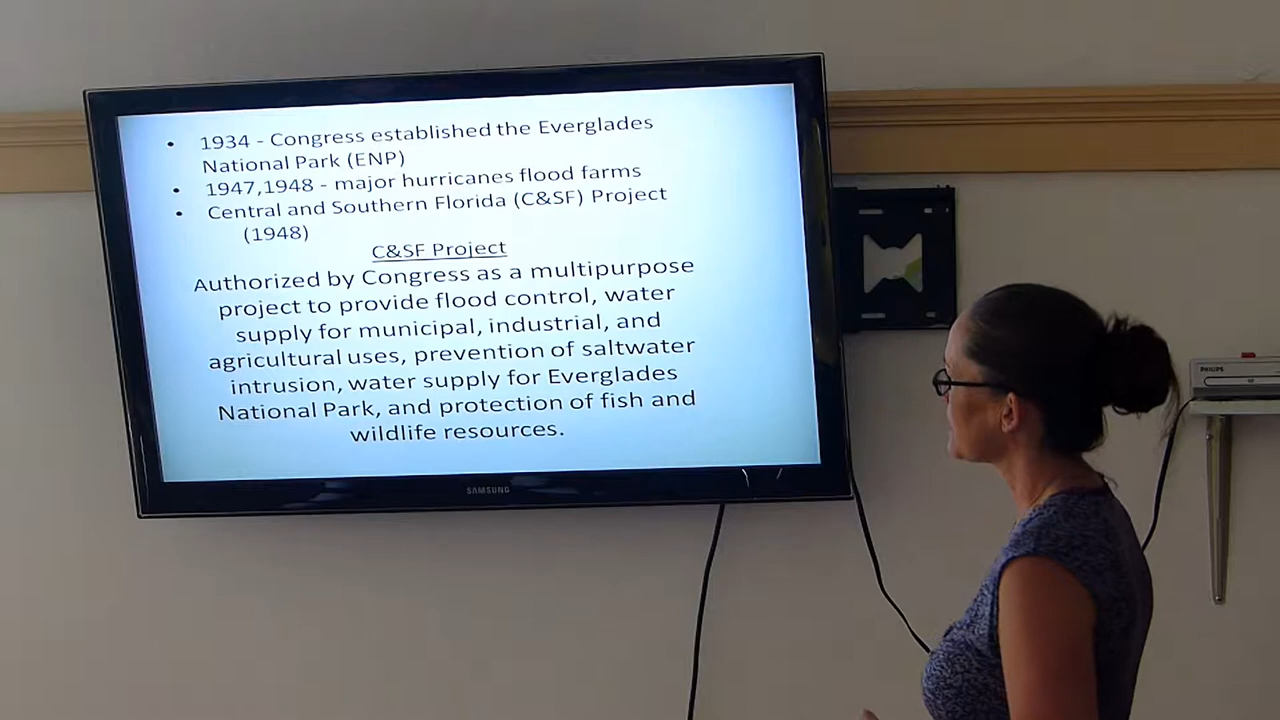 • 1934 - Congress established the Everglades
National Park (ENP)
• 1947,1948 - major hurricanes flood farms
• Central and Southern Florida (C&SF) Project
(1948)
C&SF Project
Authorized by Congress as a multipurpose
project to provide flood control, water
supply for municipal, industrial, and
agricultural uses, prevention of saltwater
intrusion, water supply for Everglades
National Park, and protection of fish and
wildlife resources.
SAMSUNG
PHILIPS